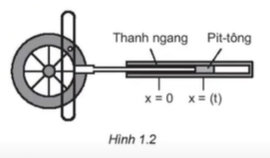 Thanh ngang Pit-tông
x = 0 x = (t)
Hình 1.2